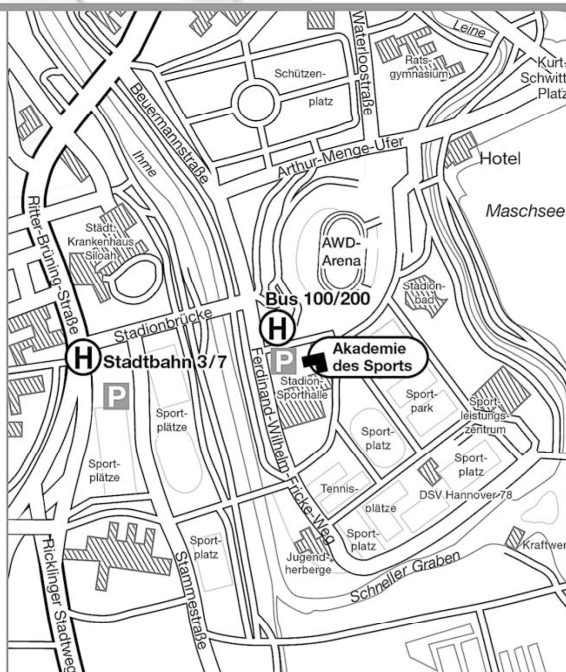 Waterloostraße
Leine
Rats-
gymnasium
Kurt-
Schwitt
Platz
Schützen-
platz
Beuermannstraße
Ihme
Arthur-Menge-Ufer
Hotel
Maschsee
Ritter-Brüning-Straße
Städt.
Krankenhaus
Siloah
AWD-
Arena
Stadion-
bad
Bus 100/200
H
Stadionbrücke
H Stadtbahn 3/7
P
Akademie
des Sports
P
Stadion-
Sporthalle
Ferdinand-Wilhelm
Fricke-Weg
Sport-
plätze
Sport-
park
Sport-
leistungs-
zentrum
Sport-
platz
Sport-
plätze
Sport-
platz
Tennis-
plätze
DSV Hannover 78
Sport-
platz
Sport-
platz
Jugend-
herberge
Kraftwer
Schneller Graben
Ricklinger Stadtweg
Stammestraße